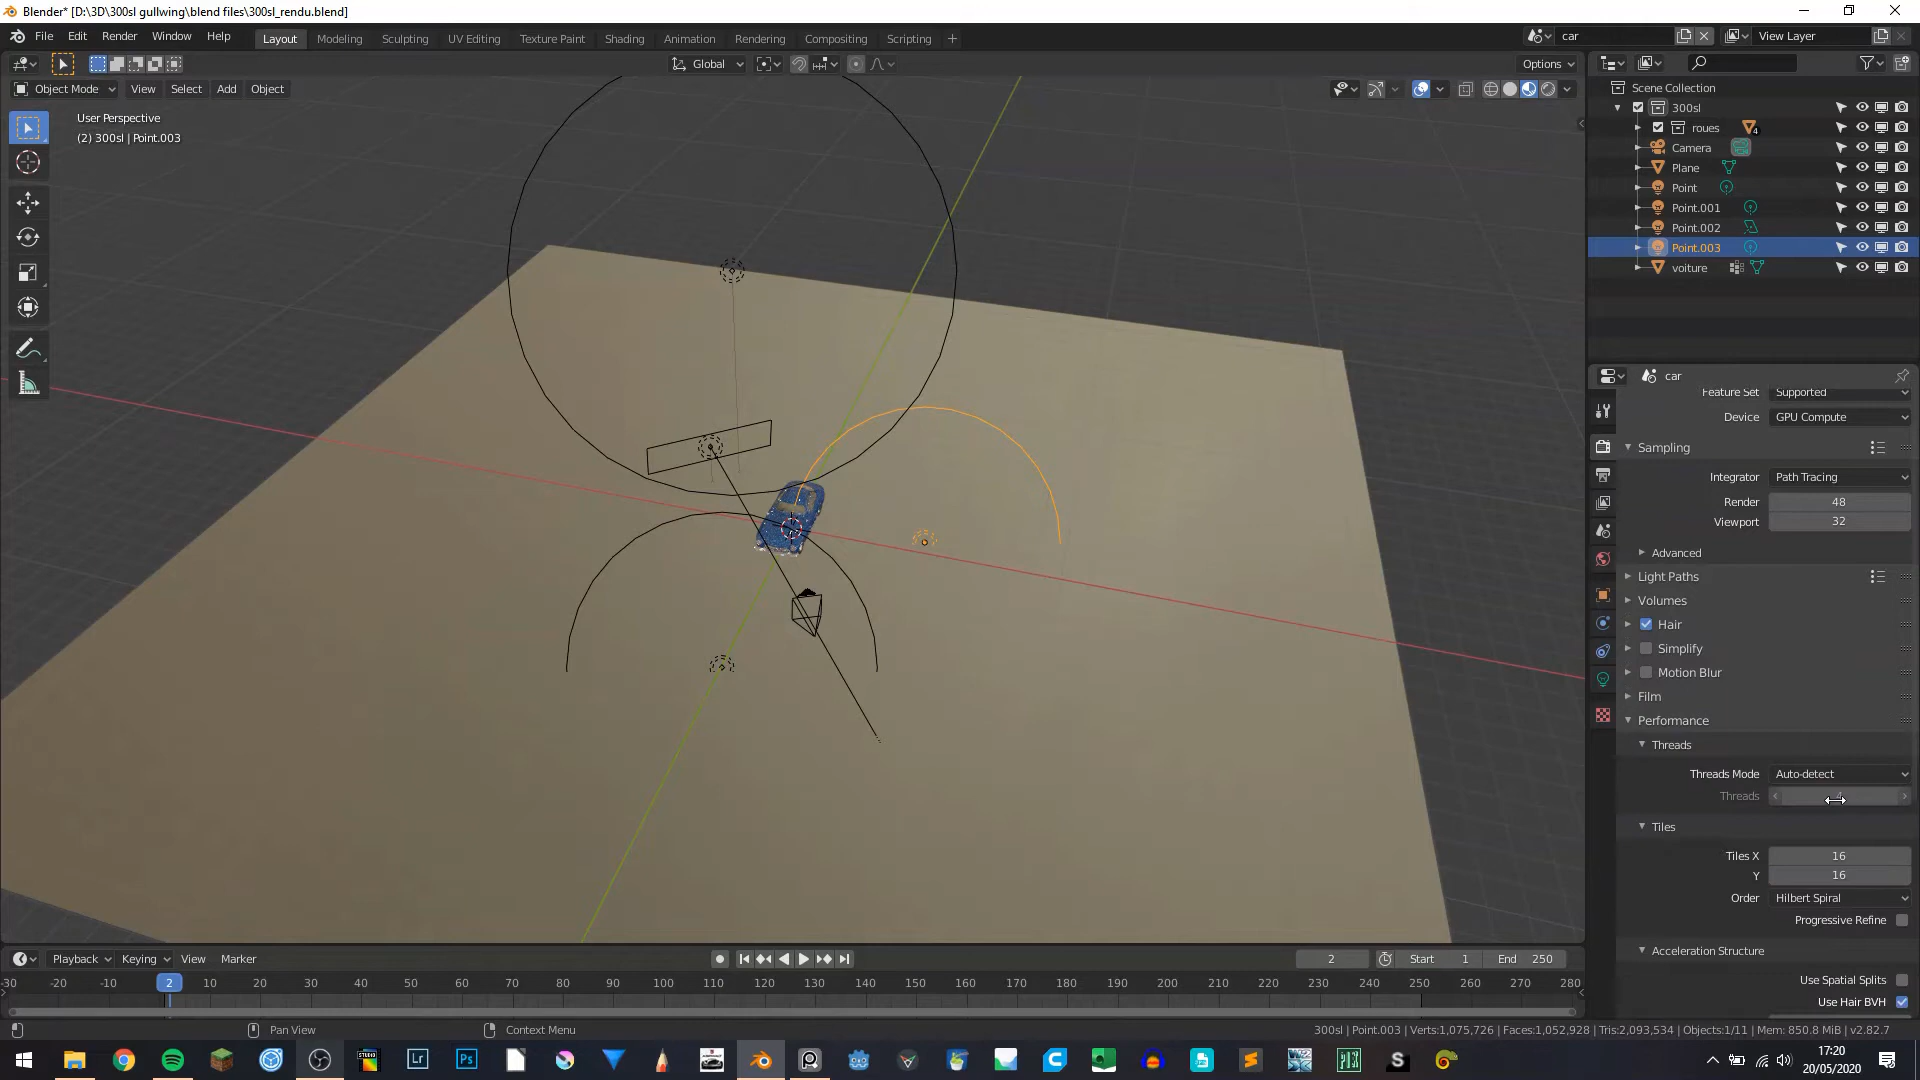 Blender* [D:\3D\300sl gullwing\blend files\300sl_rendu.blend]
File Edit Render Window Help
Layout Modeling Sculpting UV Editing Texture Paint Shading Animation Rendering Compositing Scripting +
car View Layer
Global Options
Object Mode View Select Add Object
User Perspective
(2) 300sl | Point.003
Scene Collection
300sl
roues 4
Camera
Plane
Point
Point.001
Point.002
Point.003
voiture
car
Feature Set Supported
Device GPU Compute
Sampling
Integrator Path Tracing
Render 48
Viewport 32
Advanced
Light Paths
Volumes
Hair
Simplify
Motion Blur
Film
Performance
Threads
Threads Mode Auto-detect
Threads
Tiles
Tiles X 16
Y 16
Order Hilbert Spiral
Progressive Refine
Acceleration Structure
Use Spatial Splits
Use Hair BVH
Playback Keying View Marker 2 Start 1 End 250
-30 -20 -10 2 10 20 30 40 50 60 70 80 90 100 110 120 130 140 150 160 170 180 190 200 210 220 230 240 250 260 270 280
Pan View Context Menu 300sl | Point.003 | Verts:1,075,726 | Faces:1,052,928 | Tris:2,093,534 | Objects:1/11 | Mem: 850.8 MiB | v2.82.7
STUDIO Lr Ps S
17:20
20/05/2020